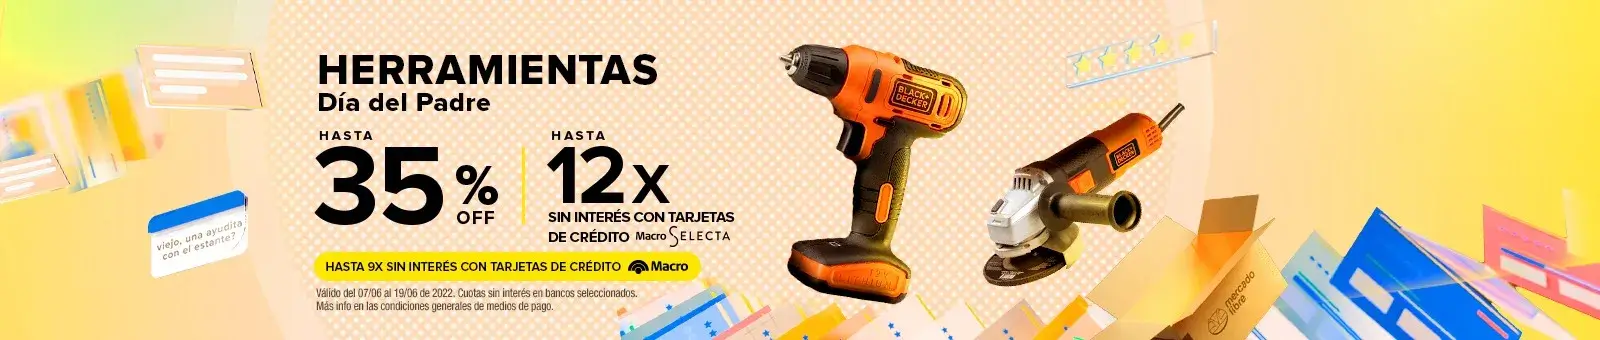 HERRAMIENTAS
Día del Padre
HASTA
35% OFF
HASTA
12x
SIN INTERÉS CON TARJETAS
DE CRÉDITO Macro SELECTA
HASTA 9X SIN INTERÉS CON TARJETAS DE CRÉDITO Macro
Válido del 07/06 al 19/06 de 2022. Cuotas sin interés en bancos seleccionados.
Más info en las condiciones generales de medios de pago.
viejo, una ayudita
con el estante?
BLACK+
DECKER
12V
LITHIUM
BLACK+
DECKER
mercado
libre